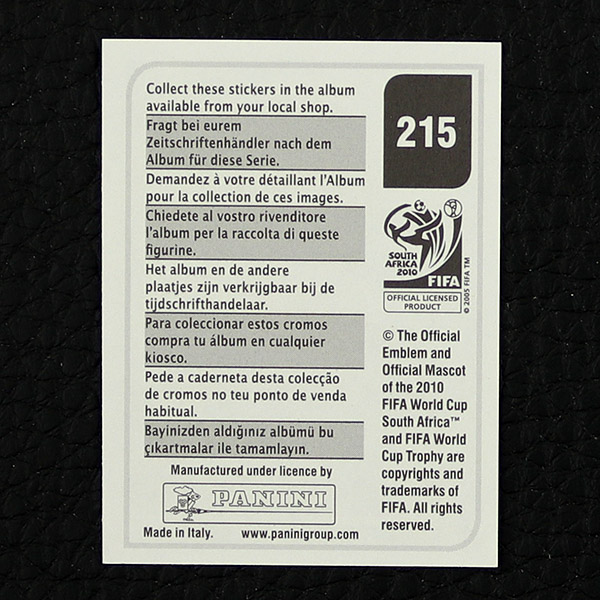 Collect these stickers in the album
available from your local shop.
Fragt bei eurem
Zeitschriftenhändler nach dem
Album für diese Serie.
Demandez à votre détaillant l'Album
pour la collection de ces images.
Chiedete al vostro rivenditore
l'album per la raccolta di queste
figurine.
Het album en de andere
plaatjes zijn verkrijgbaar bij de
tijdschrifthandelaar.
Para coleccionar estos cromos
compra tu álbum en cualquier
kiosco.
Pede a caderneta desta colecção
de cromos no teu ponto de venda
habitual.
Bayinizden aldığınız albümü bu
çıkartmalar ile tamamlayın.
Manufactured under licence by
PANINI
Made in Italy. www.paninigroup.com
215
SOUTH
AFRICA
2010
FIFA
© 2005 FIFA TM
OFFICIAL LICENSED
PRODUCT
© The Official
Emblem and
Official Mascot
of the 2010
FIFA World Cup
South Africa™
and FIFA World
Cup Trophy are
copyrights and
trademarks of
FIFA. All rights
reserved.